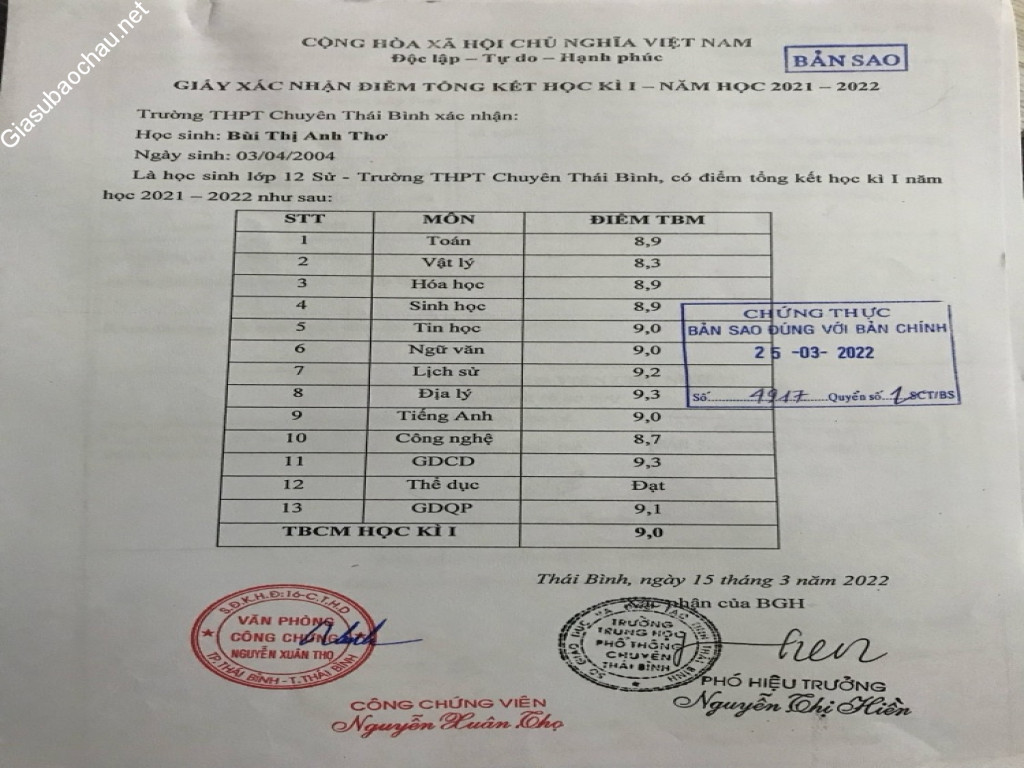 Giasubaochau.net
CỘNG HÒA XÃ HỘI CHỦ NGHĨA VIỆT NAM
Độc lập – Tự do – Hạnh phúc
BẢN SAO
GIẤY XÁC NHẬN ĐIỂM TỔNG KẾT HỌC KÌ I – NĂM HỌC 2021 – 2022
Trường THPT Chuyên Thái Bình xác nhận:
Học sinh: Bùi Thị Anh Thơ
Ngày sinh: 03/04/2004
Là học sinh lớp 12 Sử - Trường THPT Chuyên Thái Bình, có điểm tổng kết học kì I năm
học 2021 – 2022 như sau:
STT MÔN ĐIỂM TBM
1 Toán 8,9
2 Vật lý 8,3
3 Hóa học 8,9
4 Sinh học 8,9
5 Tin học 9,0
6 Ngữ văn 9,0
7 Lịch sử 9,2
8 Địa lý 9,3
9 Tiếng Anh 9,0
10 Công nghệ 8,7
11 GDCD 9,3
12 Thể dục Đạt
13 GDQP 9,1
TBCM HỌC KÌ I 9,0
CHỨNG THỰC
BẢN SAO ĐÚNG VỚI BẢN CHÍNH
25 -03- 2022
Số 4917 Quyển số 1 SCT/BS
Thái Bình, ngày 15 tháng 3 năm 2022
Xác nhận của BGH
S.Đ.K.H.Đ: 16-C.T.H.D
VĂN PHÒNG
CÔNG CHỨNG
NGUYỄN XUÂN THỌ
TP. THÁI BÌNH - T. THÁI BÌNH
TRƯỜNG
TRUNG HỌC
PHỔ THÔNG
CHUYÊN
THÁI BÌNH
hien
PHÓ HIỆU TRƯỞNG
Nguyễn Thị Hiền
CÔNG CHỨNG VIÊN
Nguyễn Xuân Thọ